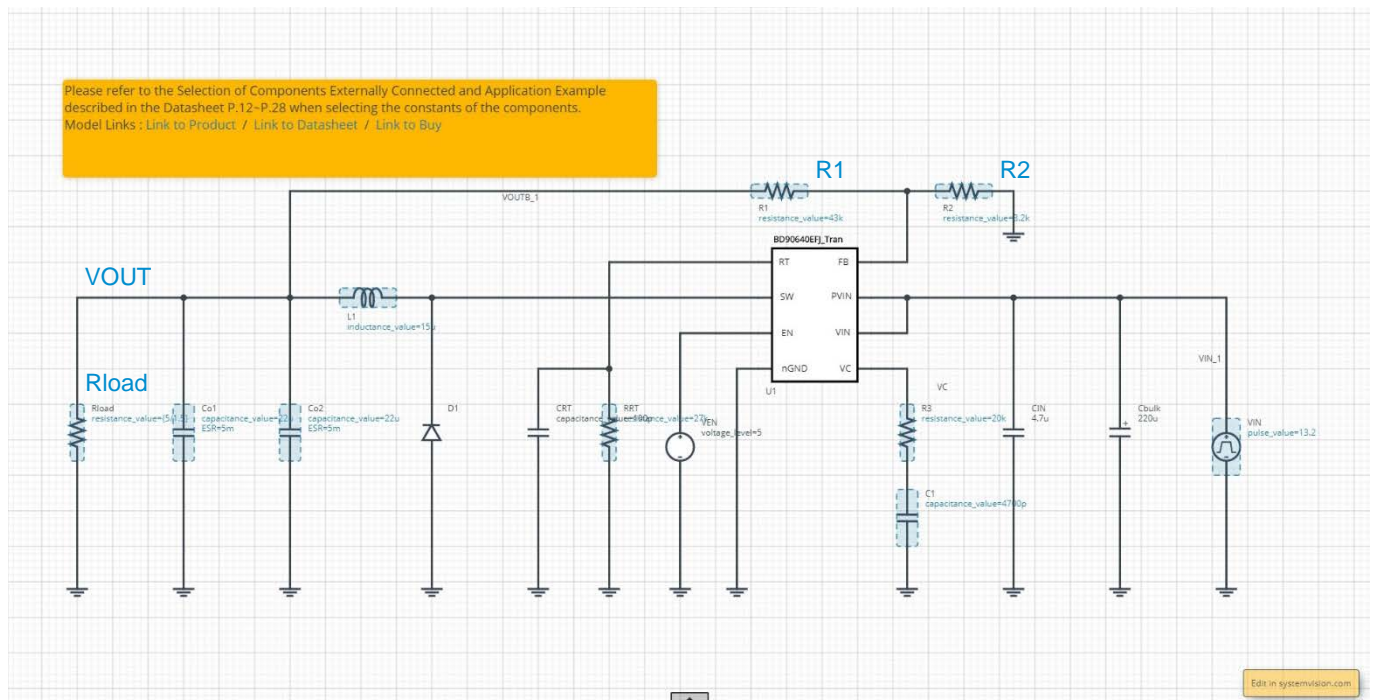 Please refer to the Selection of Components Externally Connected and Application Example
described in the Datasheet P.12~P.28 when selecting the constants of the components.
Model Links : Link to Product / Link to Datasheet / Link to Buy
R1
R2
VOUTB_1
R1
resistance_value=43k
R2
resistance_value=8.2k
BD90640EFJ_Tran
RT
FB
SW
PVIN
EN
VIN
nGND
VC
U1
VOUT
L1
inductance_value=15u
VIN_1
VC
Rload
Rload
Co1
ESR=5m
Co2
capacitance_value=22u
ESR=5m
D1
CRT
RRT
VEN
voltage_level=5
R3
resistance_value=20k
CIN
4.7u
Cbulk
220u
VIN
pulse_value=13.2
C1
capacitance_value=4700p
Edit in systemvision.com